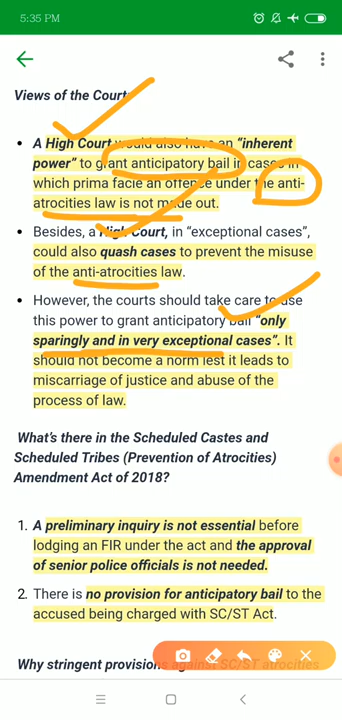 5:35 PM
Views of the Courts
• A High Court would also have an "inherent
power" to grant anticipatory bail in cases in
which prima facie an offence under the anti-
atrocities law is not made out.
• Besides, a High Court, in "exceptional cases",
could also quash cases to prevent the misuse
of the anti-atrocities law.
• However, the courts should take care to use
this power to grant anticipatory bail "only
sparingly and in very exceptional cases". It
should not become a norm lest it leads to
miscarriage of justice and abuse of the
process of law.
What's there in the Scheduled Castes and
Scheduled Tribes (Prevention of Atrocities)
Amendment Act of 2018?
1. A preliminary inquiry is not essential before
lodging an FIR under the act and the approval
of senior police officials is not needed.
2. There is no provision for anticipatory bail to the
accused being charged with SC/ST Act.
Why stringent provisions against SC/ST atrocities